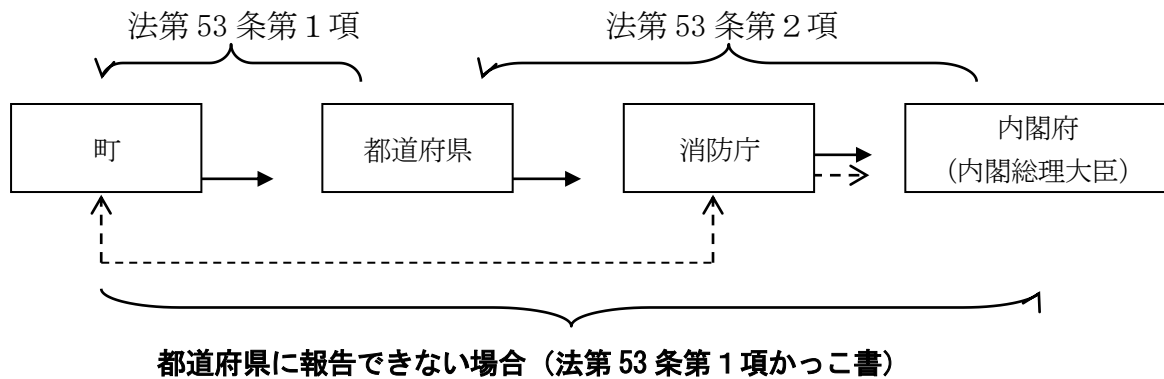 法第 53 条第１項
法第 53 条第２項
町
都道府県
消防庁
内閣府
（内閣総理大臣）
都道府県に報告できない場合（法第 53 条第１項かっこ書）